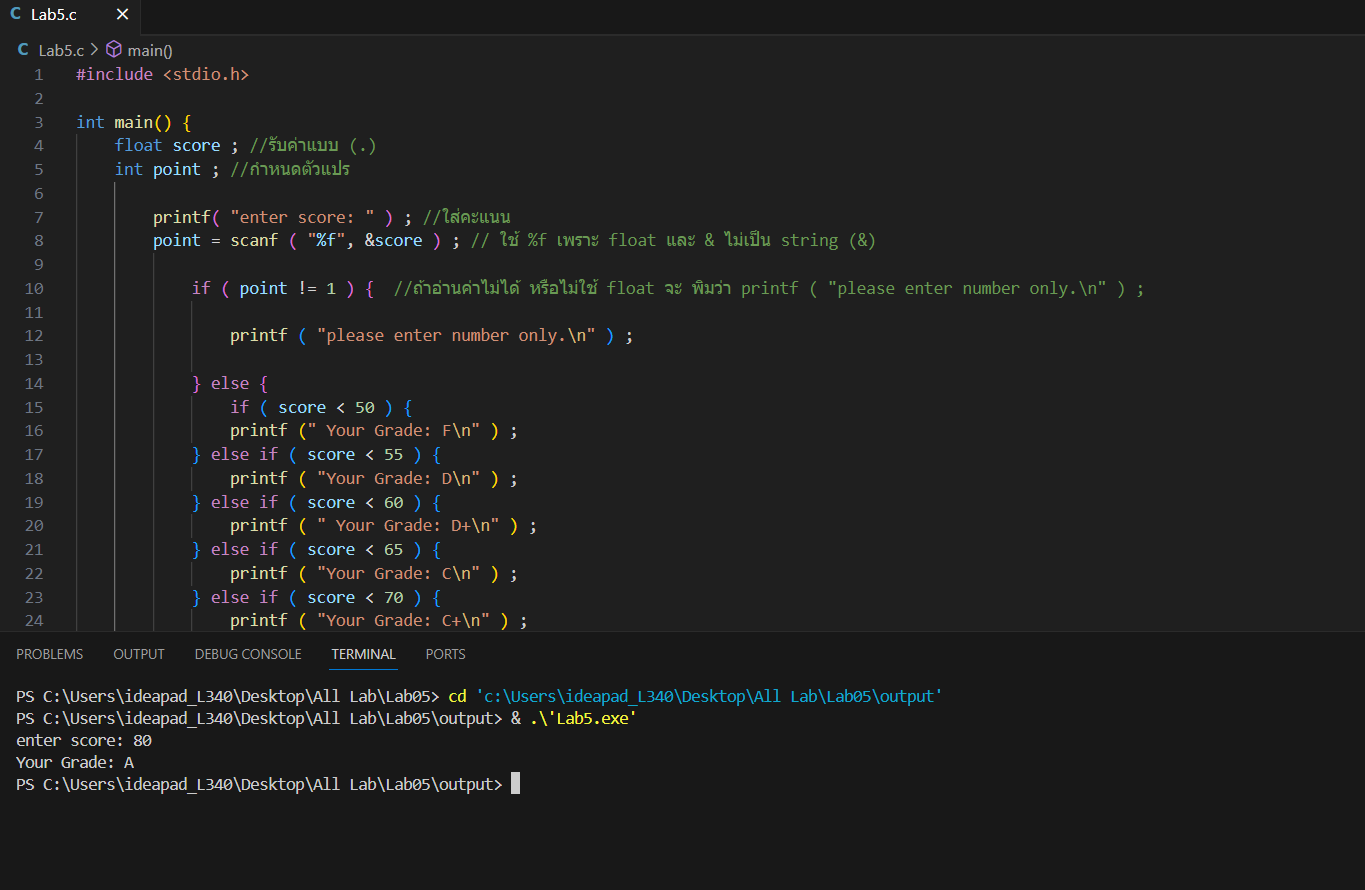 C Lab5.c ×
C Lab5.c > main()
1 #include <stdio.h>
2
3 int main() {
4 float score ; //รับค่าแบบ (.)
5 int point ; //กำหนดตัวแปร
6
7 printf( "enter score: " ) ; //ใส่คะแนน
8 point = scanf ( "%f", &score ) ; // ใช้ %f เพราะ float และ & ไม่เป็น string (&)
9
10 if ( point != 1 ) { //ถ้าอ่านค่าไม่ได้ หรือไม่ใช้ float จะ พิมว่า printf ( "please enter number only.\n" ) ;
11
12 printf ( "please enter number only.\n" ) ;
13
14 } else {
15 if ( score < 50 ) {
16 printf (" Your Grade: F\n" ) ;
17 } else if ( score < 55 ) {
18 printf ( "Your Grade: D\n" ) ;
19 } else if ( score < 60 ) {
20 printf ( " Your Grade: D+\n" ) ;
21 } else if ( score < 65 ) {
22 printf ( "Your Grade: C\n" ) ;
23 } else if ( score < 70 ) {
24 printf ( "Your Grade: C+\n" ) ;
PROBLEMS OUTPUT DEBUG CONSOLE TERMINAL PORTS
PS C:\Users\ideapad_L340\Desktop\All Lab\Lab05> cd 'c:\Users\ideapad_L340\Desktop\All Lab\Lab05\output'
PS C:\Users\ideapad_L340\Desktop\All Lab\Lab05\output> & .\'Lab5.exe'
enter score: 80
Your Grade: A
PS C:\Users\ideapad_L340\Desktop\All Lab\Lab05\output>